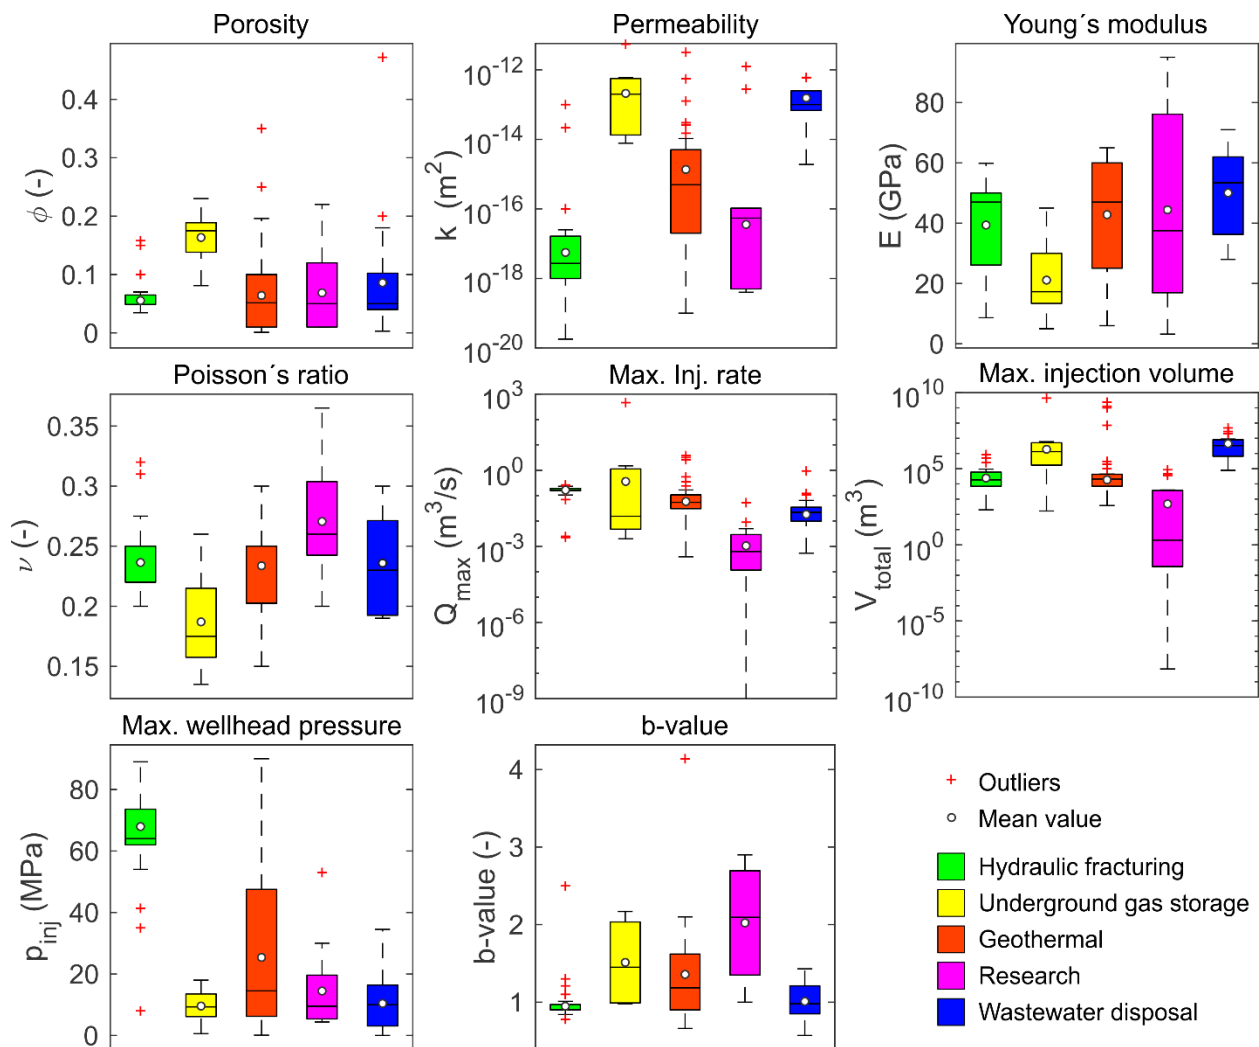 Porosity
Permeability
Young´s modulus
0.4
0.3
0.2
0.1
0
ϕ (-)
10⁻¹²
10⁻¹⁴
10⁻¹⁶
10⁻¹⁸
10⁻²⁰
k (m²)
80
60
40
20
0
E (GPa)
Poisson´s ratio
Max. Inj. rate
Max. injection volume
0.35
0.3
0.25
0.2
0.15
ν (-)
10³
10⁰
10⁻³
10⁻⁶
10⁻⁹
Q_max (m³/s)
10¹⁰
10⁵
10⁰
10⁻⁵
10⁻¹⁰
V_total (m³)
Max. wellhead pressure
b-value
80
60
40
20
0
p_inj (MPa)
4
3
2
1
b-value (-)
Outliers
Mean value
Hydraulic fracturing
Underground gas storage
Geothermal
Research
Wastewater disposal